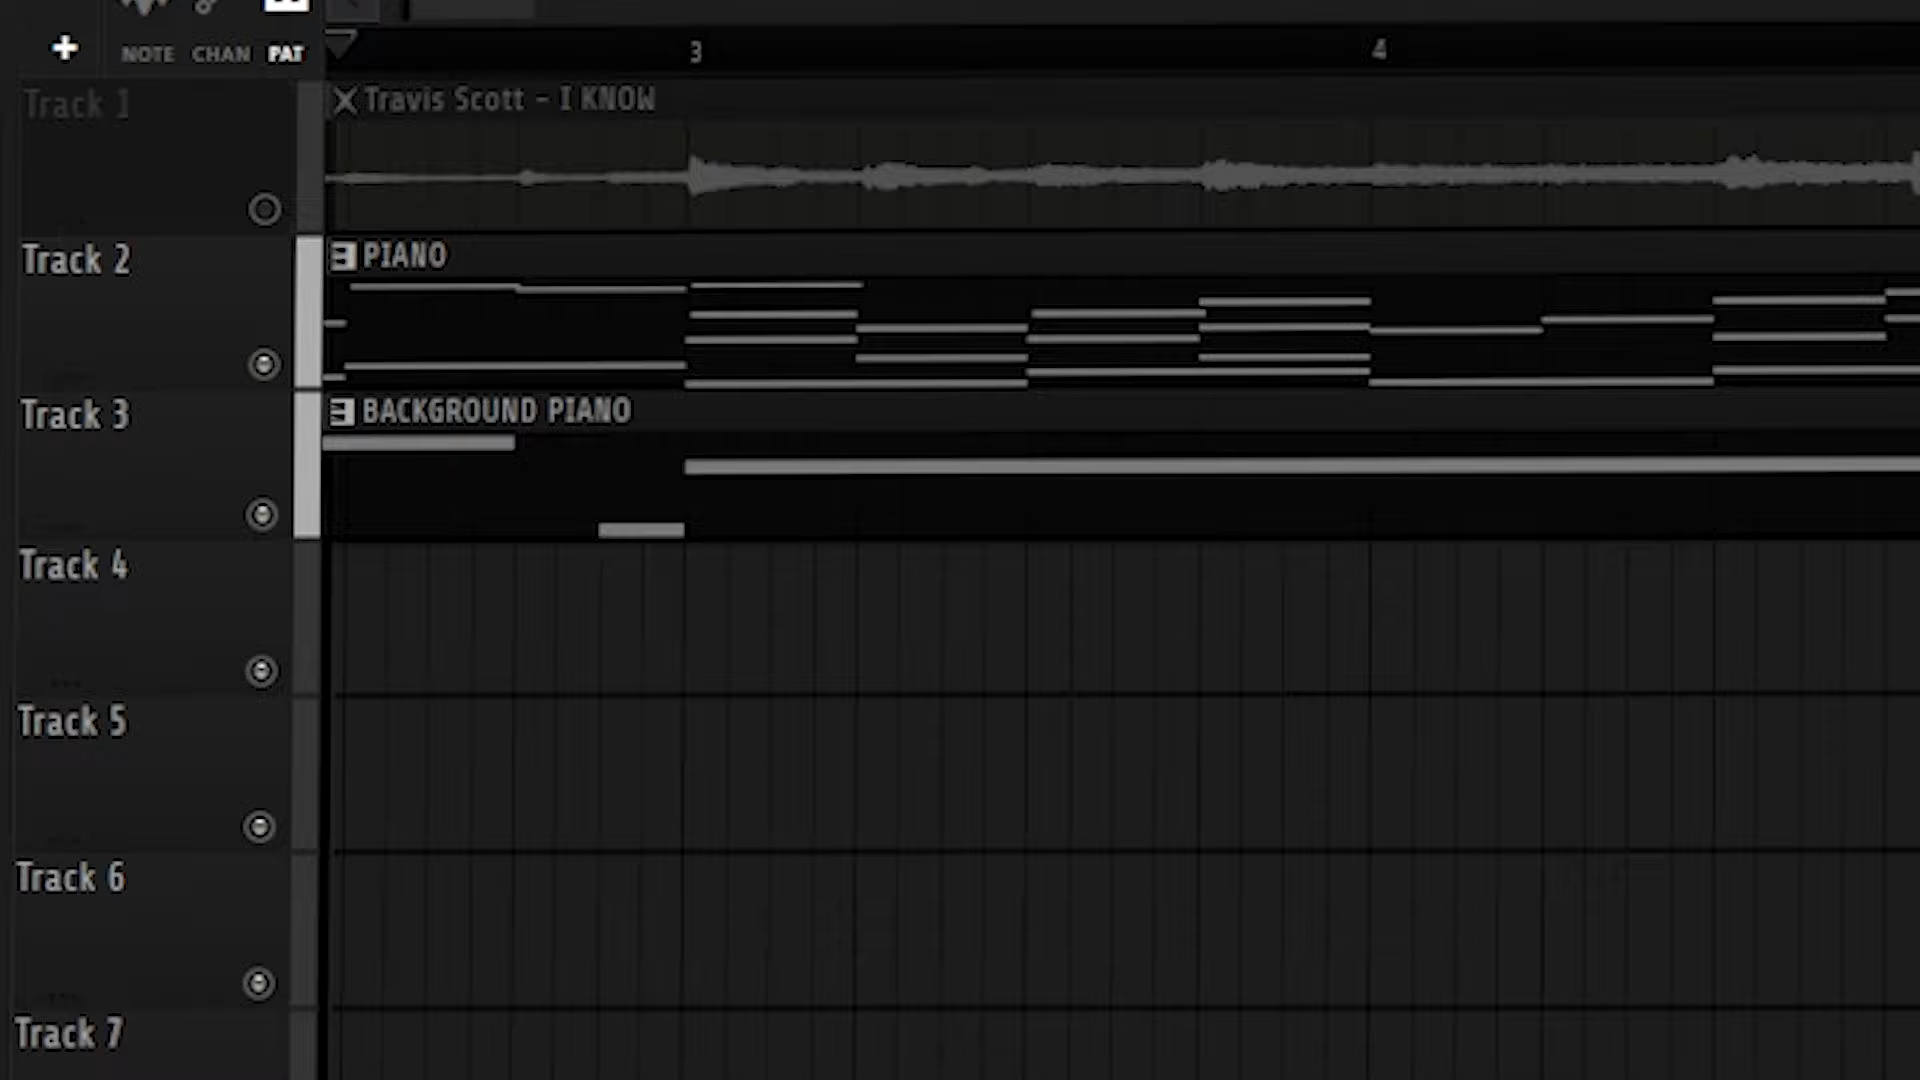 NOTE CHAN PAT
3 4
Track 1
Travis Scott - I KNOW
Track 2
PIANO
Track 3
BACKGROUND PIANO
Track 4
Track 5
Track 6
Track 7